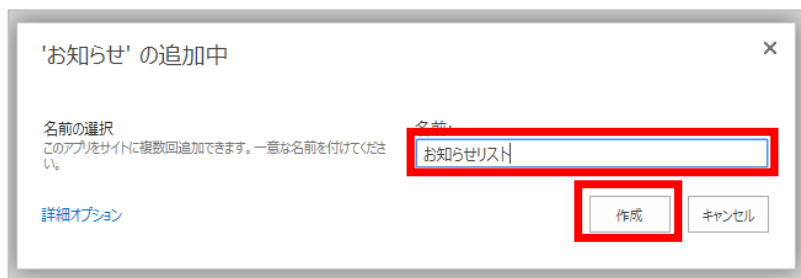 'お知らせ' の追加中
×
名前の選択
このアプリをサイトに複数回追加できます。一意な名前を付けてくださ
い。
名前:
お知らせリスト
詳細オプション
作成
キャンセル